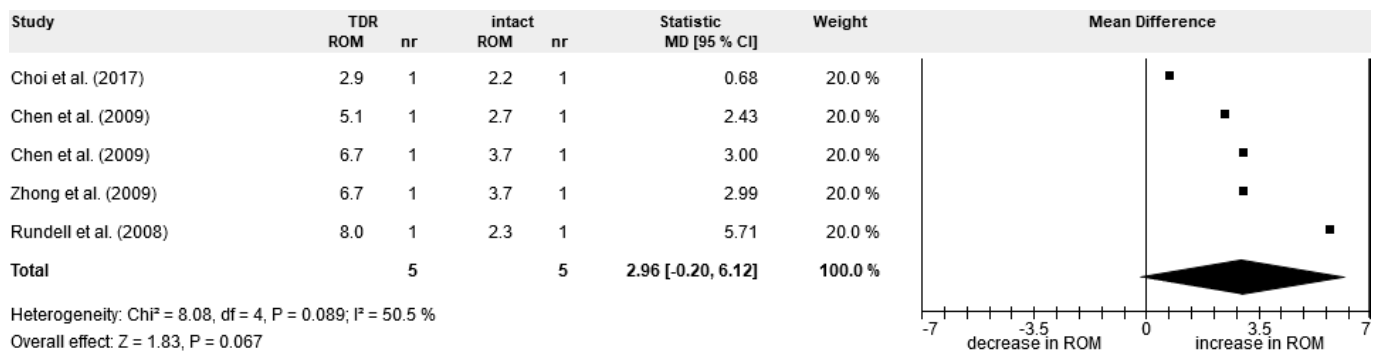 Study TDR intact Statistic Weight Mean Difference
ROM nr ROM nr MD [95 % CI]
Choi et al. (2017) 2.9 1 2.2 1 0.68 20.0 %
Chen et al. (2009) 5.1 1 2.7 1 2.43 20.0 %
Chen et al. (2009) 6.7 1 3.7 1 3.00 20.0 %
Zhong et al. (2009) 6.7 1 3.7 1 2.99 20.0 %
Rundell et al. (2008) 8.0 1 2.3 1 5.71 20.0 %
Total 5 5 2.96 [-0.20, 6.12] 100.0 %
Heterogeneity: Chi² = 8.08, df = 4, P = 0.089; I² = 50.5 %
Overall effect: Z = 1.83, P = 0.067
-7 -3.5 0 3.5 7
decrease in ROM increase in ROM